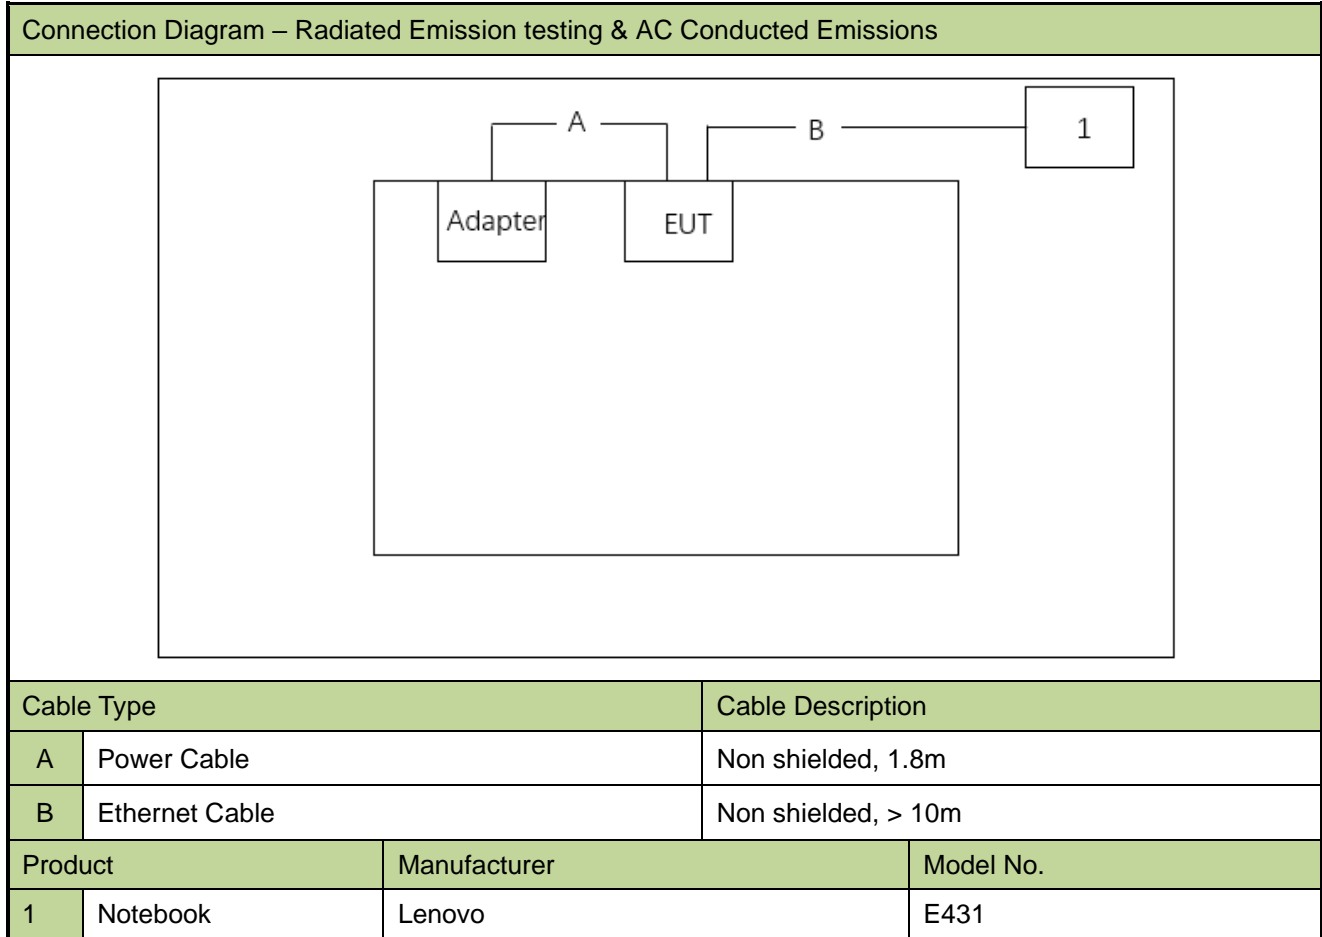 Connection Diagram – Radiated Emission testing & AC Conducted Emissions
A
B
1
Adapter
EUT
Cable Type Cable Description
A Power Cable Non shielded, 1.8m
B Ethernet Cable Non shielded, > 10m
Product Manufacturer Model No.
1 Notebook Lenovo E431